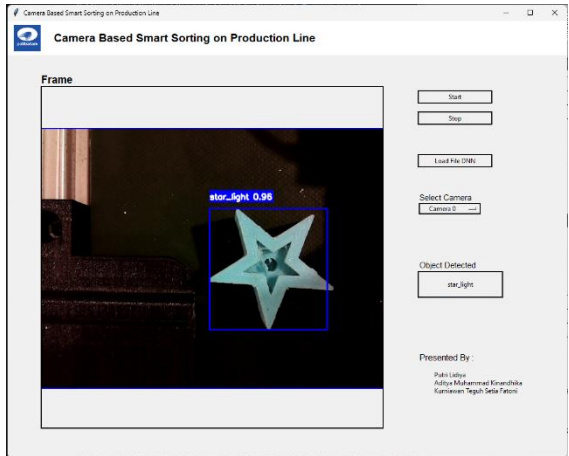 Camera Based Smart Sorting on Production Line
Camera Based Smart Sorting on Production Line
Frame
Start
Stop
Load File DNN
star_light 0.96
Select Camera
Camera 0
Object Detected
star_light
Presented By :
Putri Lidiya
Aditya Muhammad Kinandhika
Kurniawan Teguh Setia Fatoni